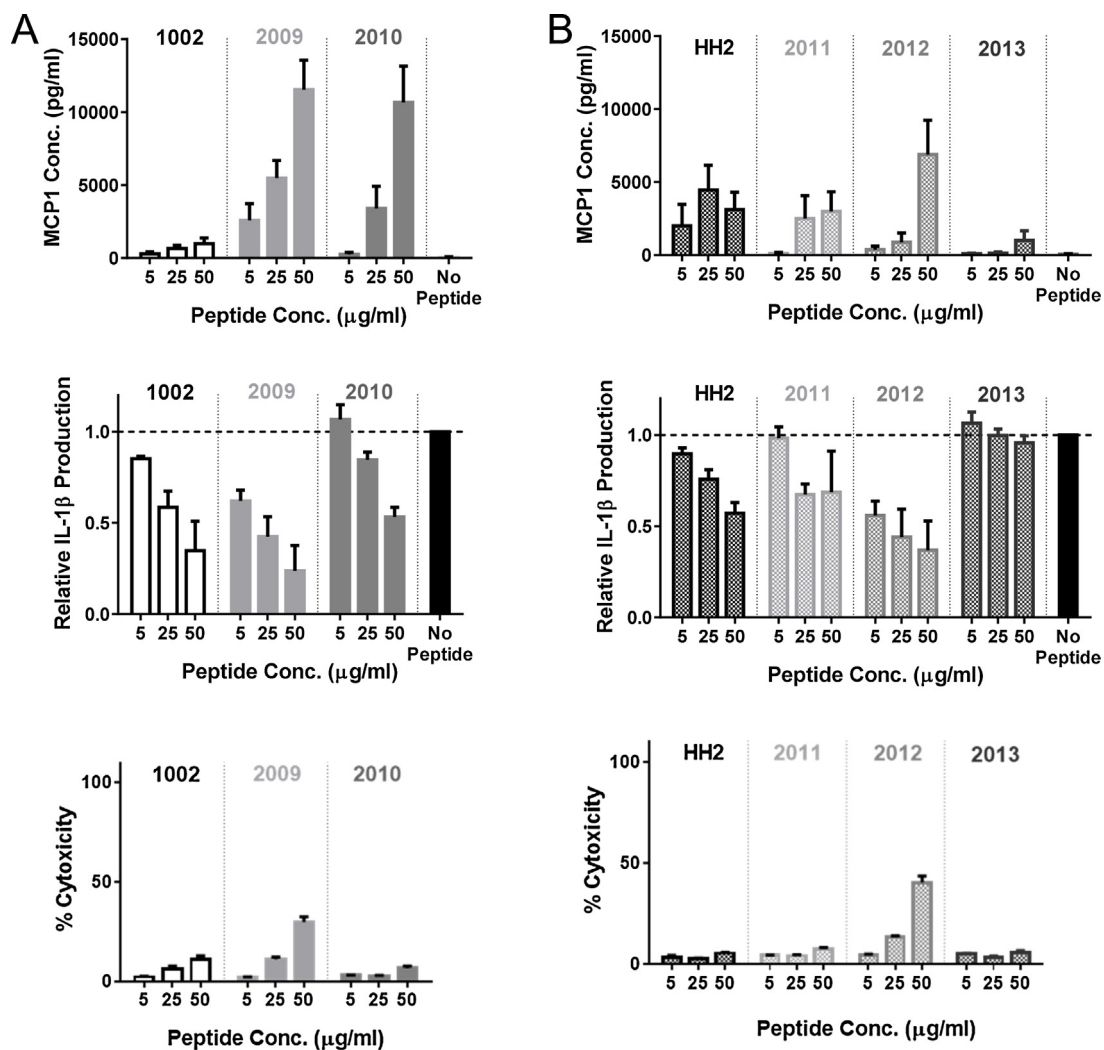 A
1002 2009 2010
MCP1 Conc. (pg/ml)
15000
10000
5000
0
5 25 50 5 25 50 5 25 50 No Peptide
Peptide Conc. (μg/ml)
B
HH2 2011 2012 2013
MCP1 Conc. (pg/ml)
15000
10000
5000
0
5 25 50 5 25 50 5 25 50 5 25 50 No Peptide
Peptide Conc. (μg/ml)
1002 2009 2010
Relative IL-1β Production
1.0
0.5
0.0
5 25 50 5 25 50 5 25 50 No Peptide
Peptide Conc. (μg/ml)
HH2 2011 2012 2013
Relative IL-1β Production
1.0
0.5
0.0
5 25 50 5 25 50 5 25 50 5 25 50 No Peptide
Peptide Conc. (μg/ml)
1002 2009 2010
% Cytoxicity
100
50
0
5 25 50 5 25 50 5 25 50
Peptide Conc. (μg/ml)
HH2 2011 2012 2013
% Cytoxicity
100
50
0
5 25 50 5 25 50 5 25 50 5 25 50
Peptide Conc. (μg/ml)